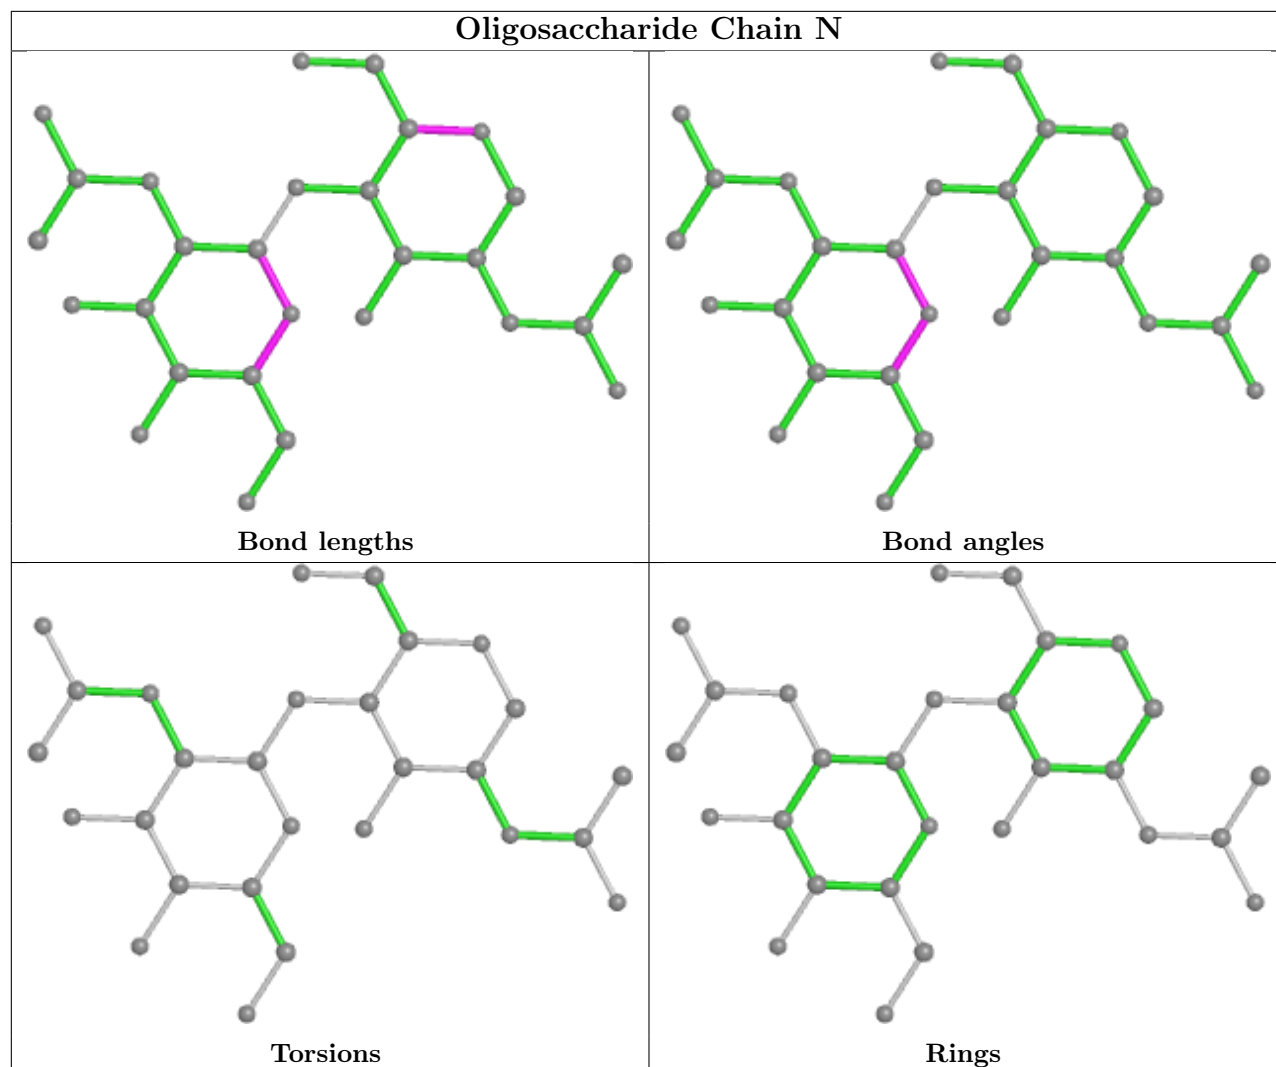 Oligosaccharide Chain N
Bond lengths
Bond angles
Torsions
Rings